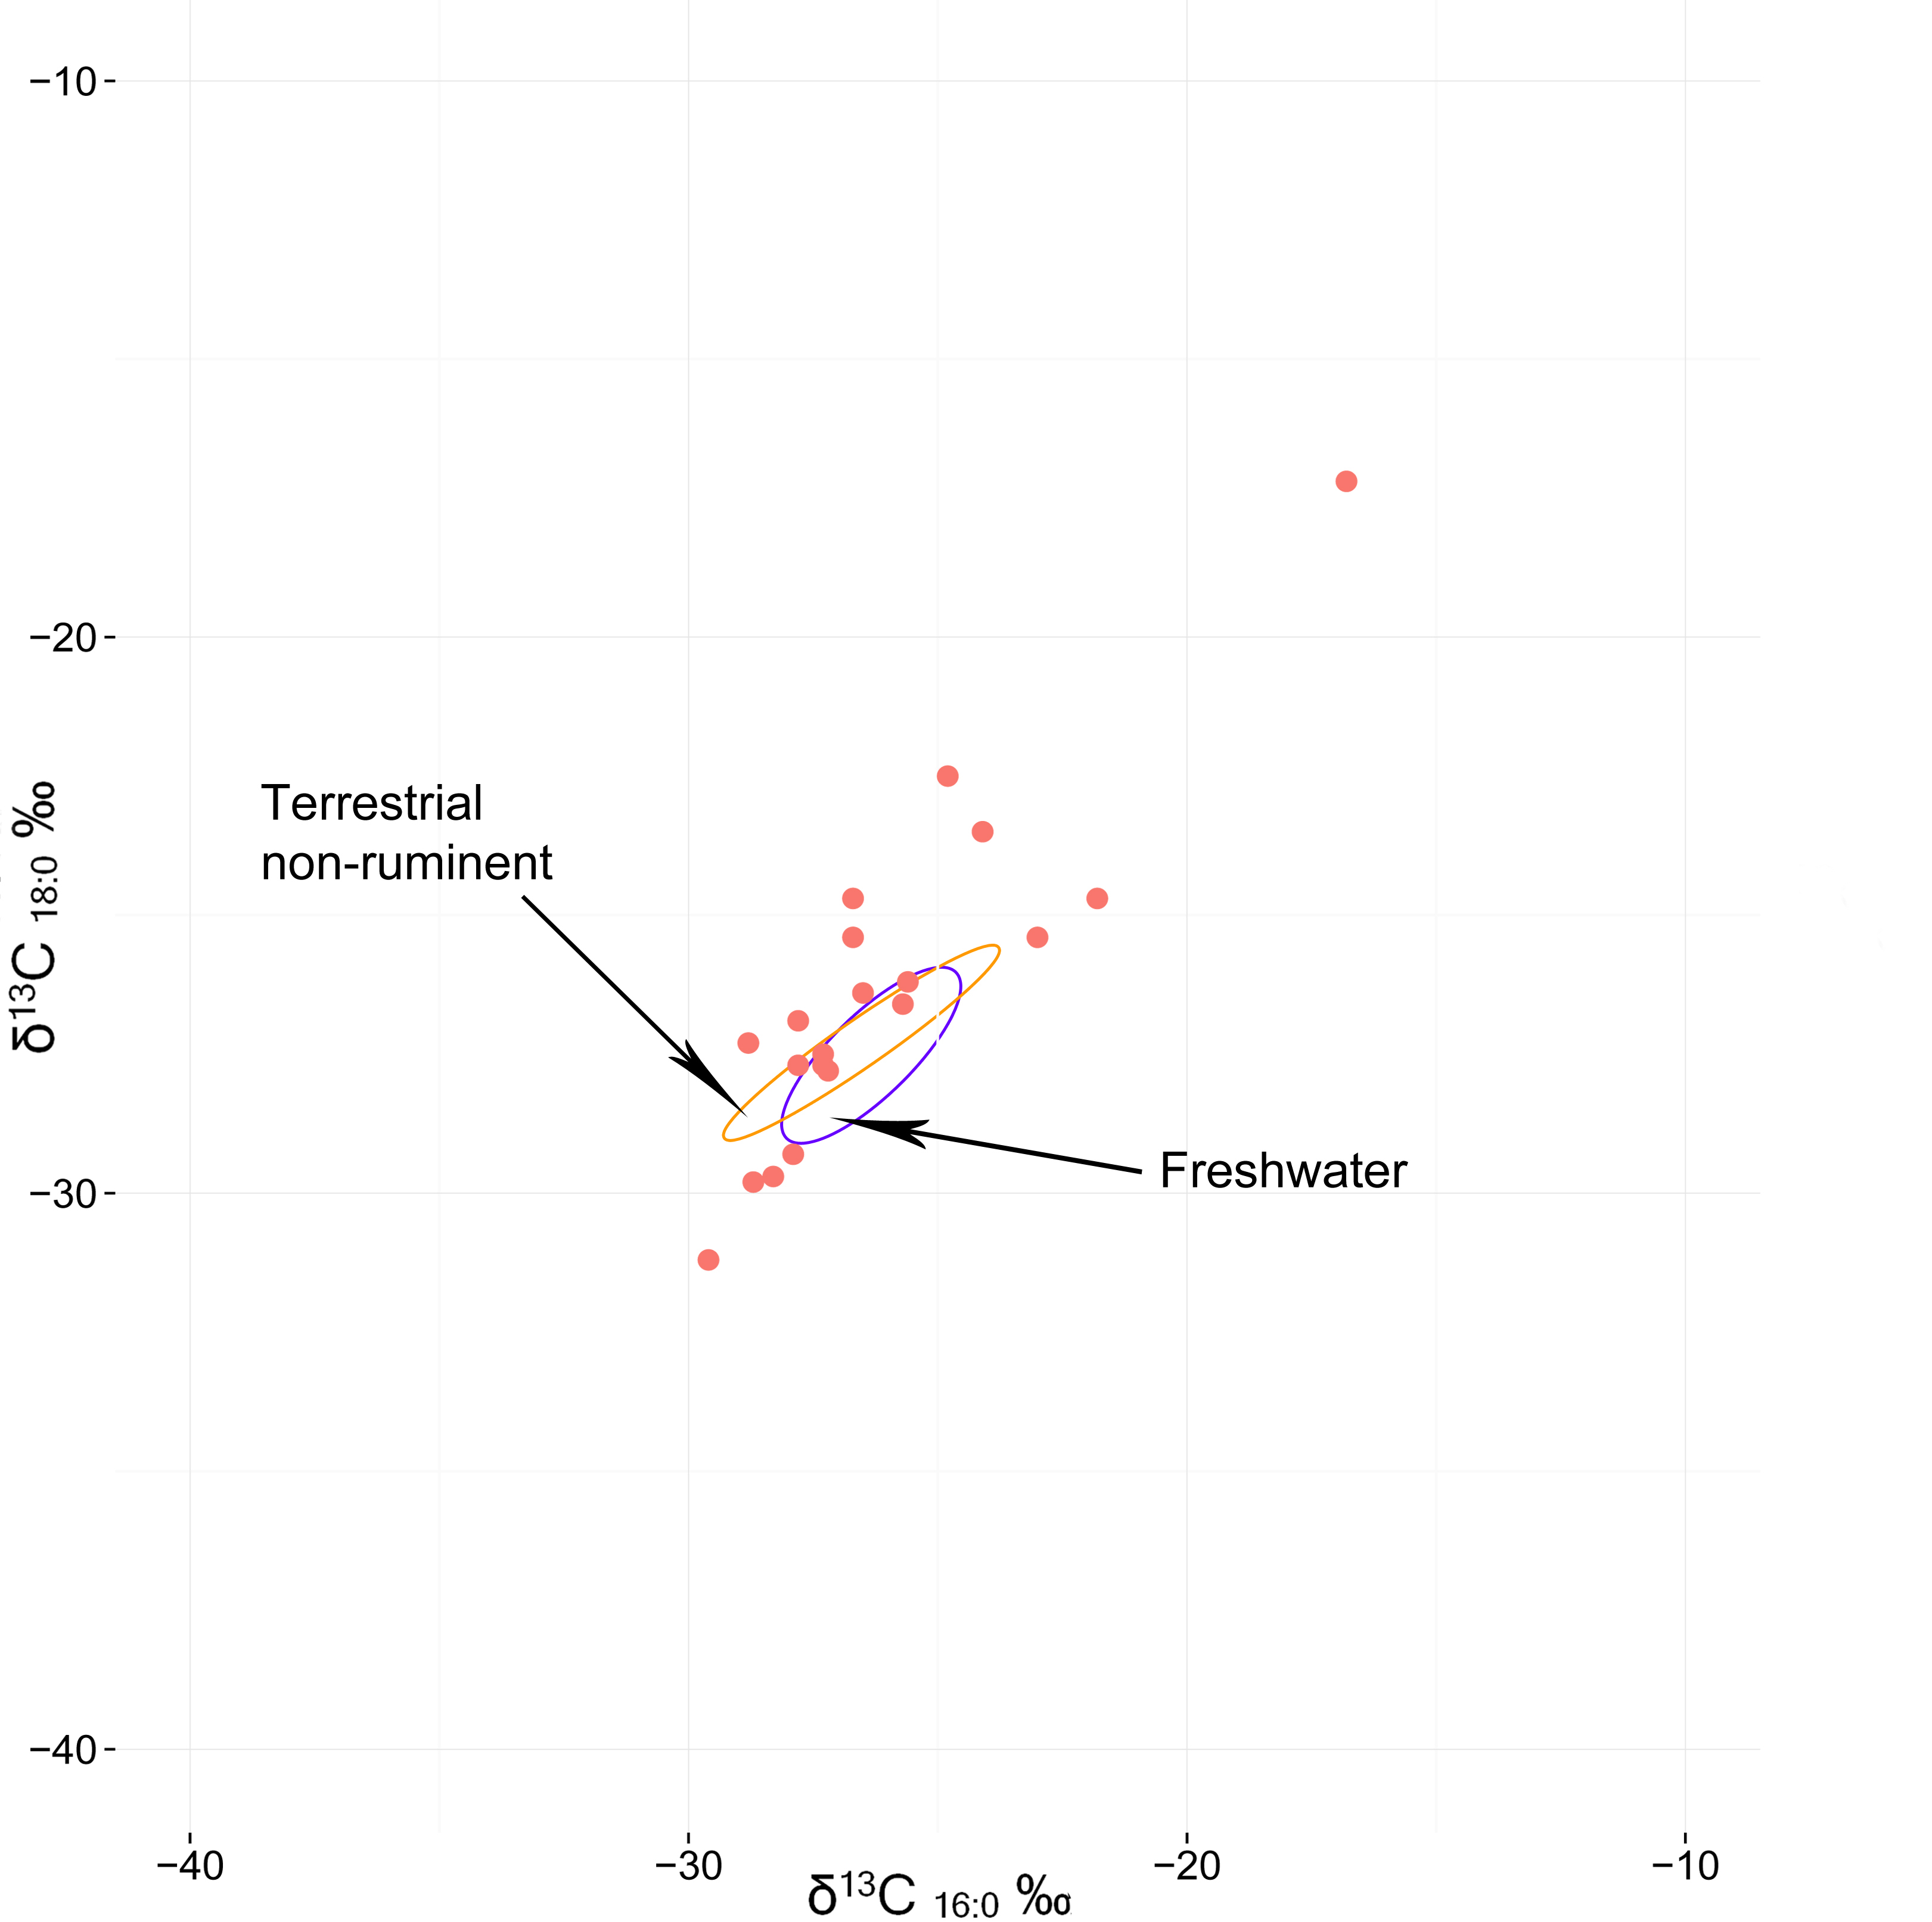 −10
−20
Terrestrial
non-ruminent
δ13C 18:0 ‰
Freshwater
−30
−40
−40 −30 −20 −10
δ13C 16:0 ‰